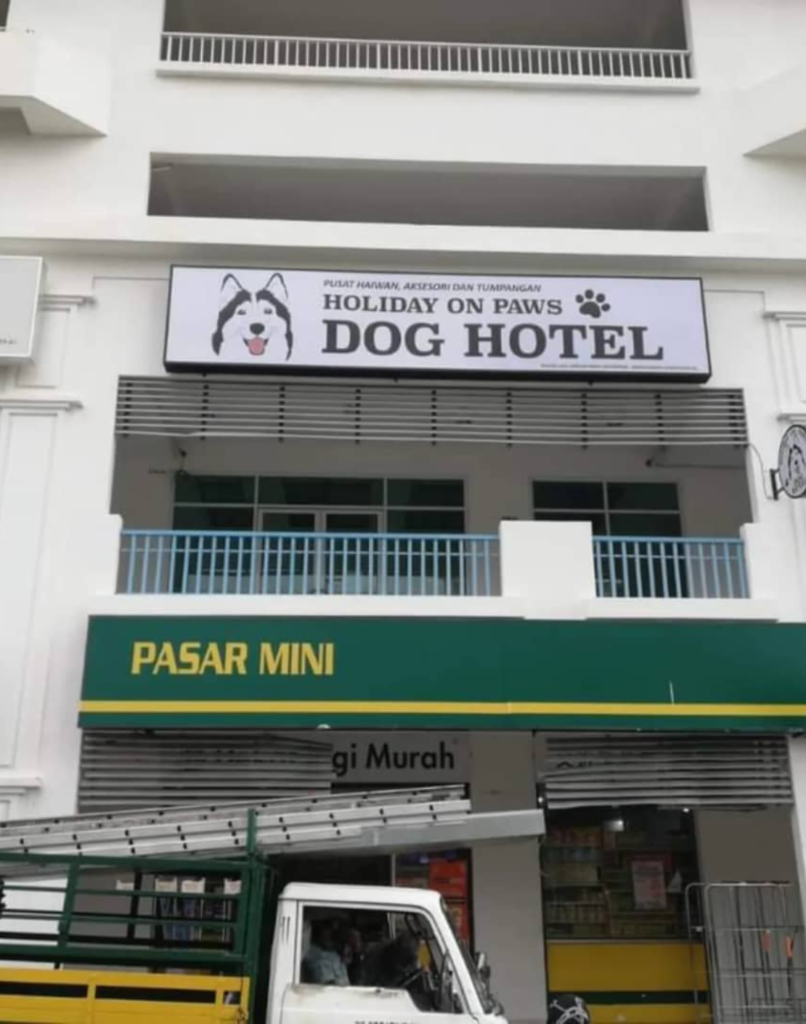 PUSAT HAIWAN, AKSESORI DAN TUMPANGAN
HOLIDAY ON PAWS
DOG HOTEL
PASAR MINI
gi Murah